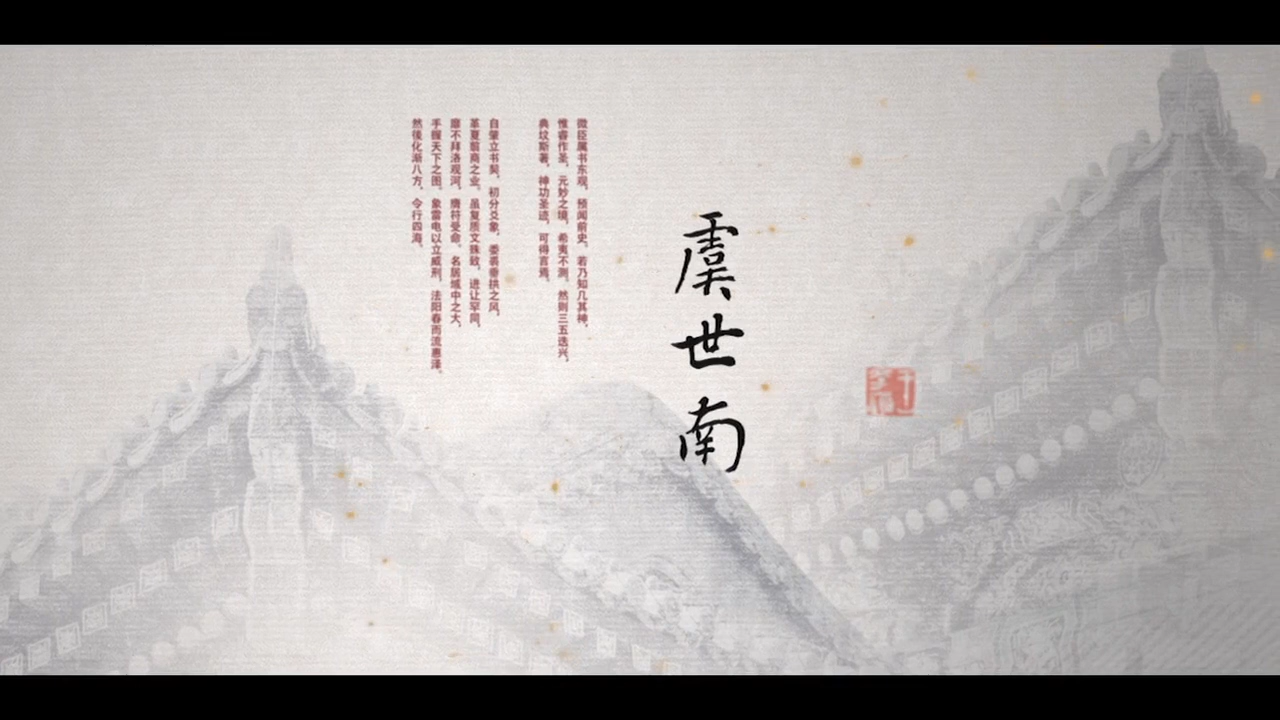 虞世南
微臣属书东观，预闻前史，若乃知几其神，
惟睿作圣，元妙之境，希夷不测，然则三五迭兴，
典坟斯著，神功圣迹，可得言焉。
自肇立书契，初分爻象，委裘垂拱之风，
革夏翦商之业，虽复质文殊致，进让罕同，
靡不拜洛观河，膺符受命，名居域中之大，
手握天下之图，象雷电以立威刑，法阳春而流惠泽，
然後化渐八方，令行四海。